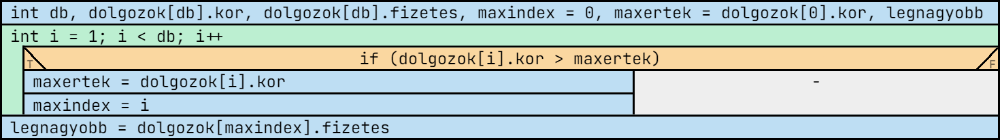 int db, dolgozok[db].kor, dolgozok[db].fizetes, maxindex = 0, maxertek = dolgozok[0].kor, legnagyobb
int i = 1; i < db; i++
if (dolgozok[i].kor > maxertek)
T
F
maxertek = dolgozok[i].kor
-
maxindex = i
legnagyobb = dolgozok[maxindex].fizetes